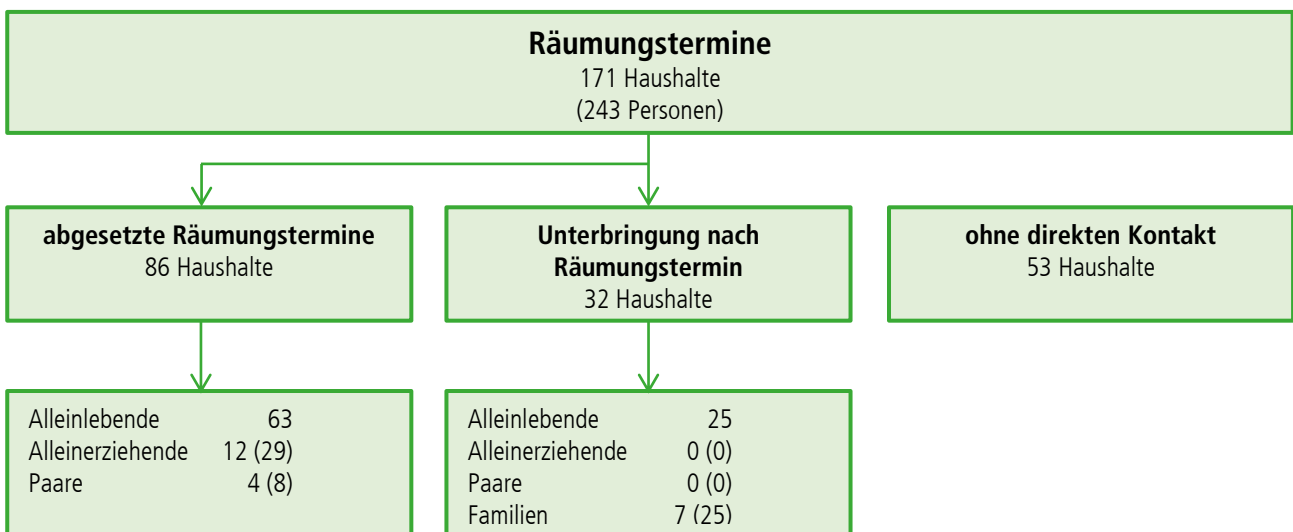 Räumungstermine
171 Haushalte
(243 Personen)
abgesetzte Räumungstermine
86 Haushalte
Unterbringung nach
Räumungstermin
32 Haushalte
ohne direkten Kontakt
53 Haushalte
Alleinlebende 63
Alleinerziehende 12 (29)
Paare 4 (8)
Alleinlebende 25
Alleinerziehende 0 (0)
Paare 0 (0)
Familien 7 (25)